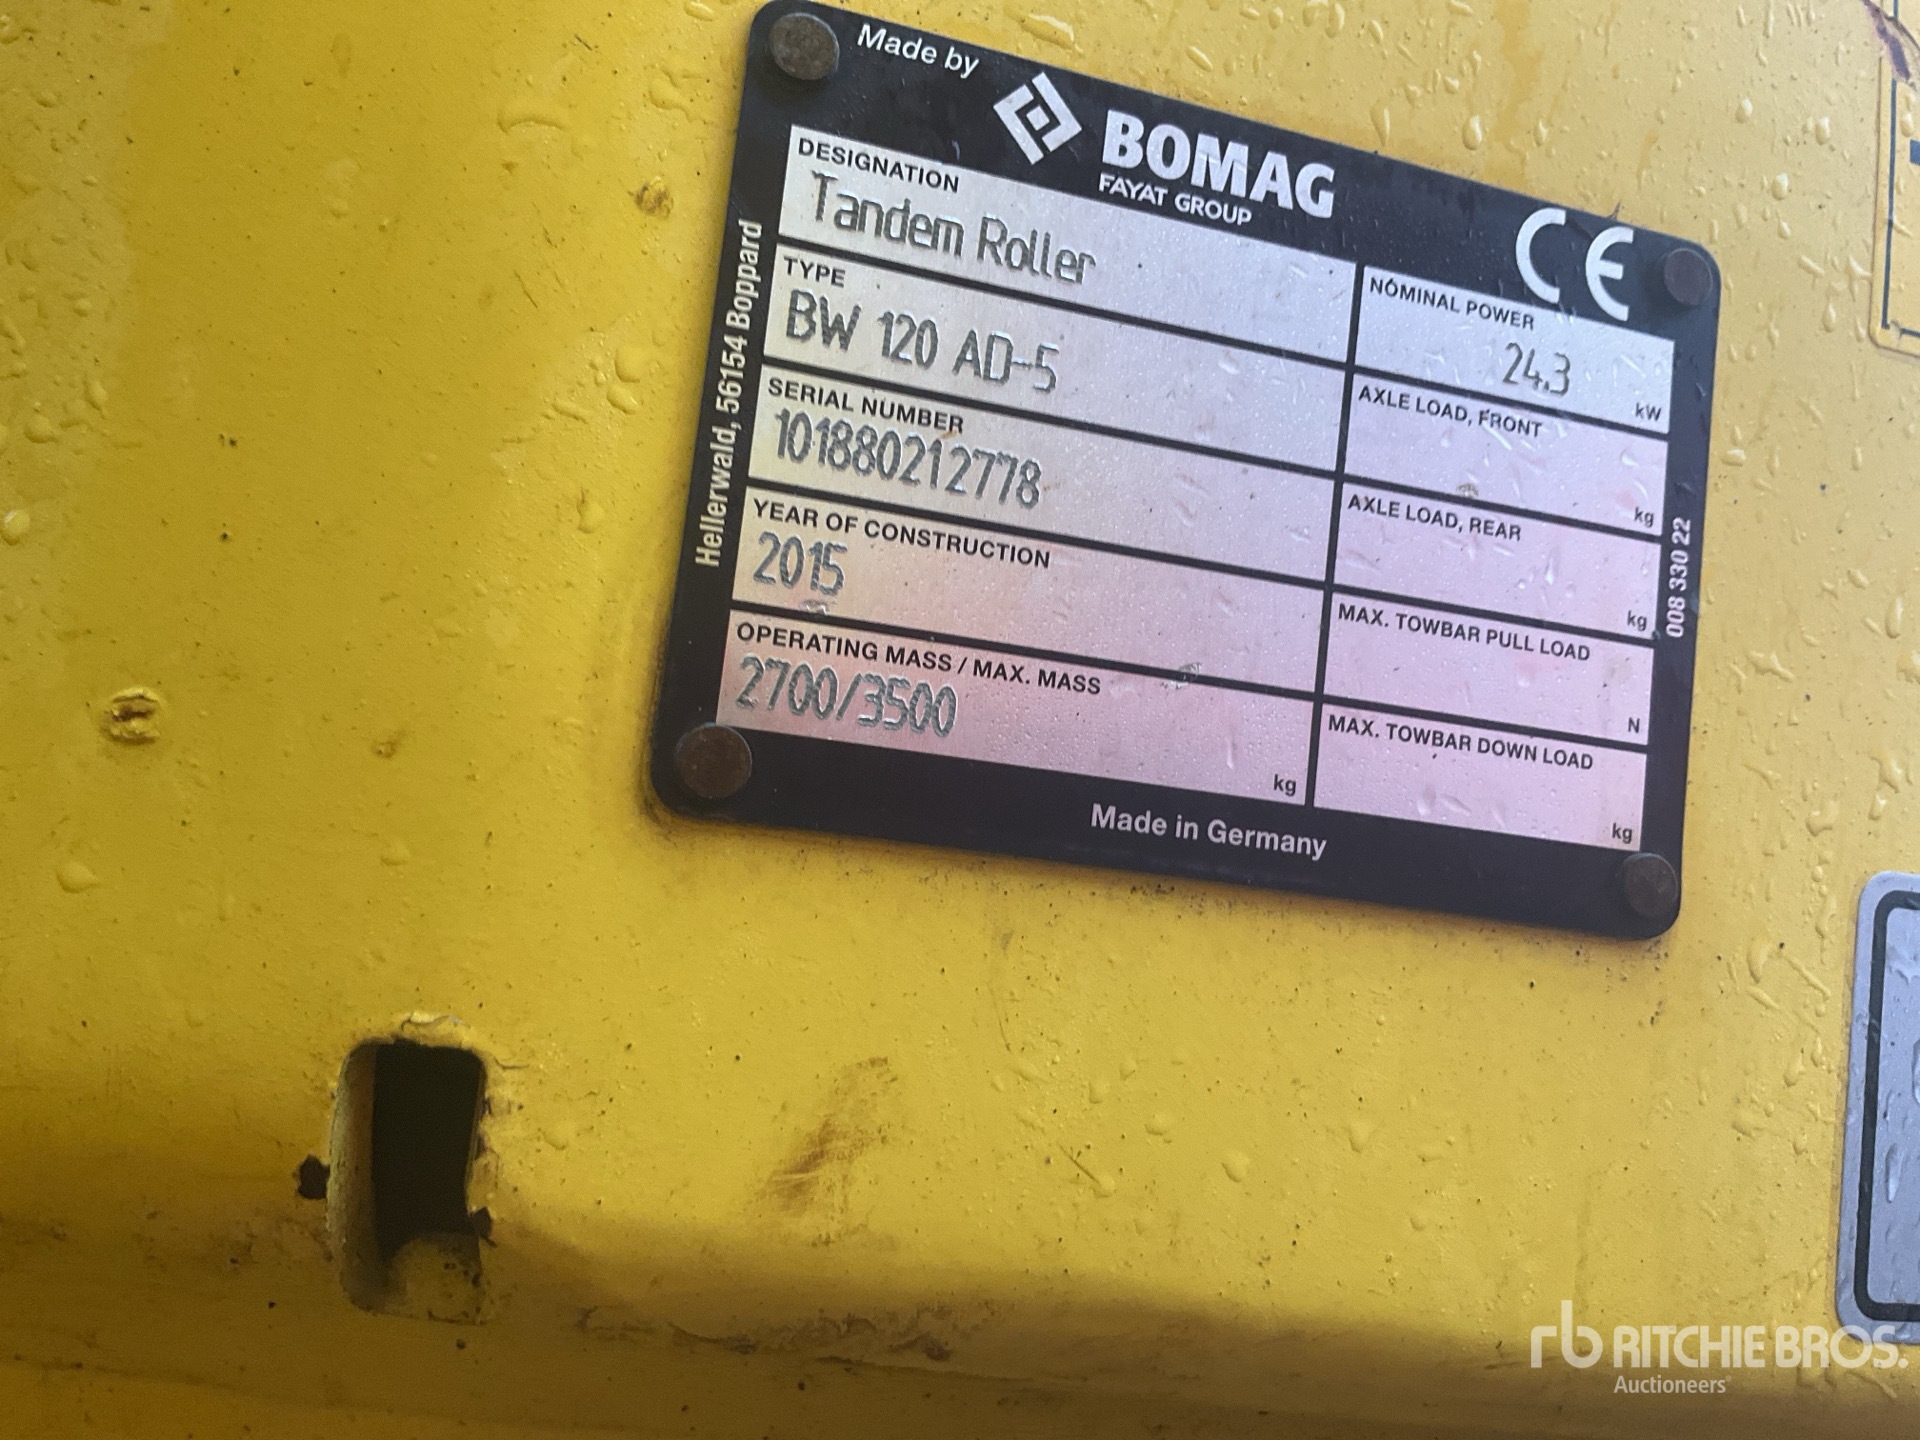 Made by
BOMAG
FAYAT GROUP
CE
DESIGNATION
Tandem Roller
TYPE
BW 120 AD-5
SERIAL NUMBER
101880212778
YEAR OF CONSTRUCTION
2015
OPERATING MASS / MAX. MASS
2700/3500
kg
NOMINAL POWER
24,3
kW
AXLE LOAD, FRONT
kg
AXLE LOAD, REAR
kg
MAX. TOWBAR PULL LOAD
N
MAX. TOWBAR DOWN LOAD
kg
Made in Germany
Hellerwald, 56154 Boppard
008 330 22
rb RITCHIE BROS.
Auctioneers